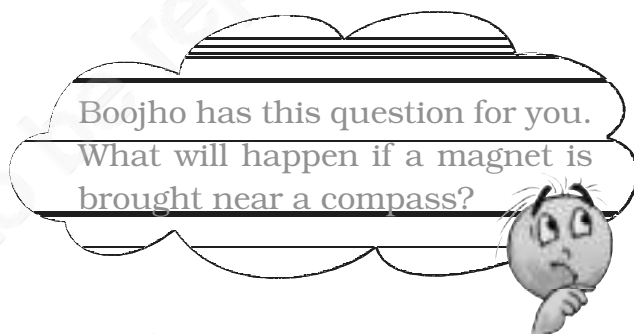 Boojho has this question for you.
What will happen if a magnet is
brought near a compass?